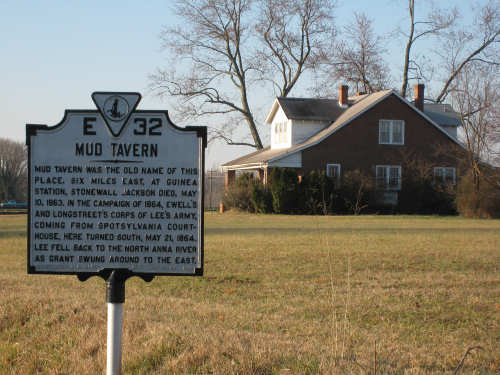 E 32
MUD TAVERN
MUD TAVERN WAS THE OLD NAME OF THIS
PLACE. SIX MILES EAST, AT GUINEA
STATION, STONEWALL JACKSON DIED, MAY
10, 1863. IN THE CAMPAIGN OF 1864, EWELL'S
AND LONGSTREET'S CORPS OF LEE'S ARMY,
COMING FROM SPOTSYLVANIA COURT-
HOUSE, HERE TURNED SOUTH, MAY 21, 1864.
LEE FELL BACK TO THE NORTH ANNA RIVER
AS GRANT SWUNG AROUND TO THE EAST.